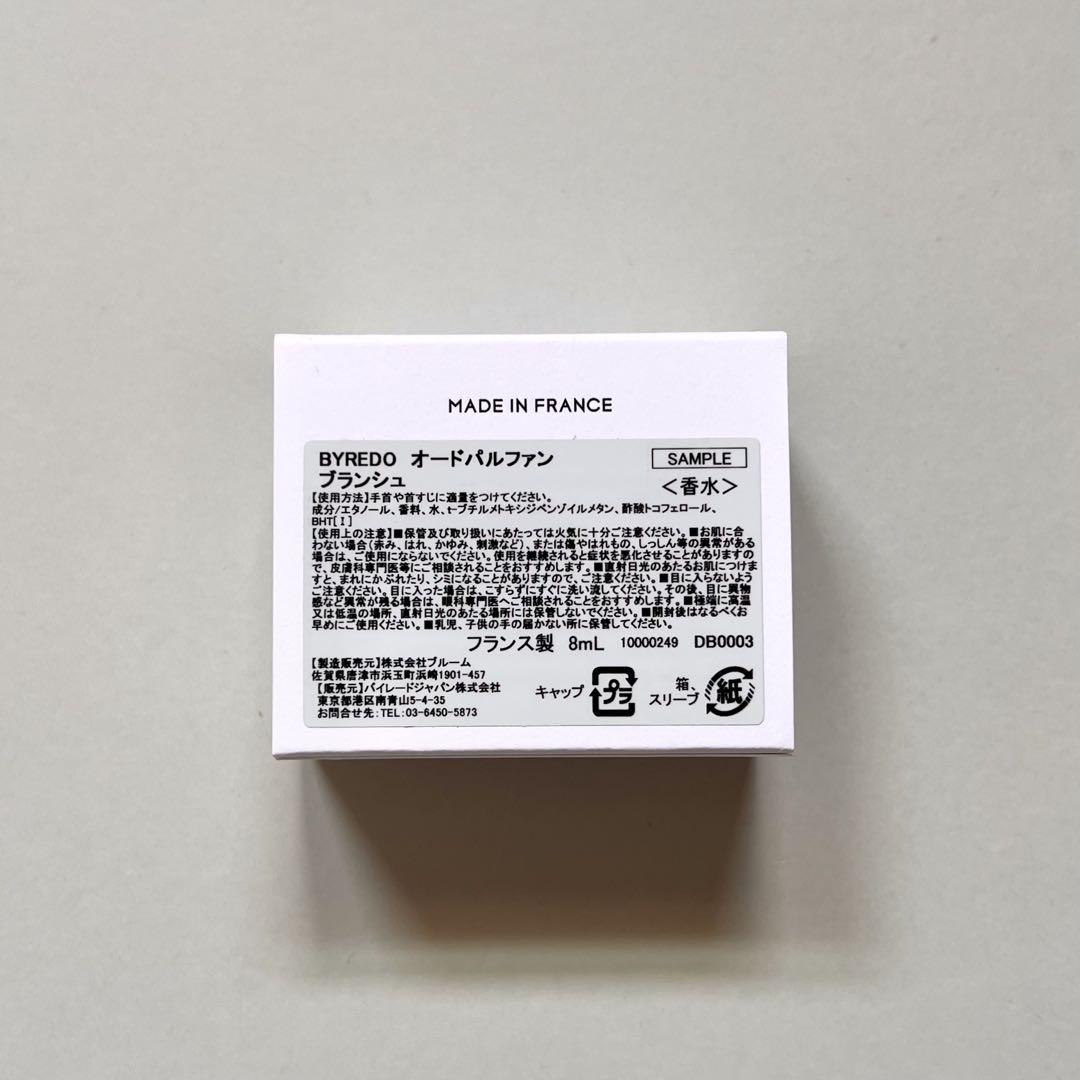 MADE IN FRANCE
BYREDO オードパルファン
SAMPLE
ブランシュ
＜香水＞
【使用方法】手首や首すじに適量をつけてください。
成分/エタノール、香料、水、t-ブチルメトキシジベンゾイルメタン、酢酸トコフェロール、
BHT[Ⅰ]
【使用上の注意】■保管及び取り扱いにあたっては火気に十分ご注意ください。■お肌に合
わない場合(赤み、はれ、かゆみ、刺激など)、または傷やはれもの、しっしん等の異常がある
場合は、ご使用にならないでください。使用を継続されると症状を悪化させることがありますの
で、皮膚科専門医等にご相談されることをおすすめします。■直射日光のあたるお肌につけま
すと、まれにかぶれたり、シミになることがありますので、ご注意ください。■目に入らないよう
ご注意ください。目に入った場合は、こすらずにすぐに洗い流してください。その後、目に異物
感など異常が残る場合は、眼科専門医へご相談されることをおすすめします。■極端に高温
又は低温の場所、直射日光のあたる場所には保管しないでください。■開封後はなるべくお
早めにご使用ください。■乳児、子供の手の届かない所に保管してください。
フランス製 8mL 10000249 DB0003
【製造販売元】株式会社ブルーム
佐賀県唐津市浜玉町浜崎1901-457
【販売元】バイレードジャパン株式会社
東京都港区南青山5-4-35
お問合せ先:TEL:03-6450-5873
キャップ
プラ
箱、
スリーブ
紙